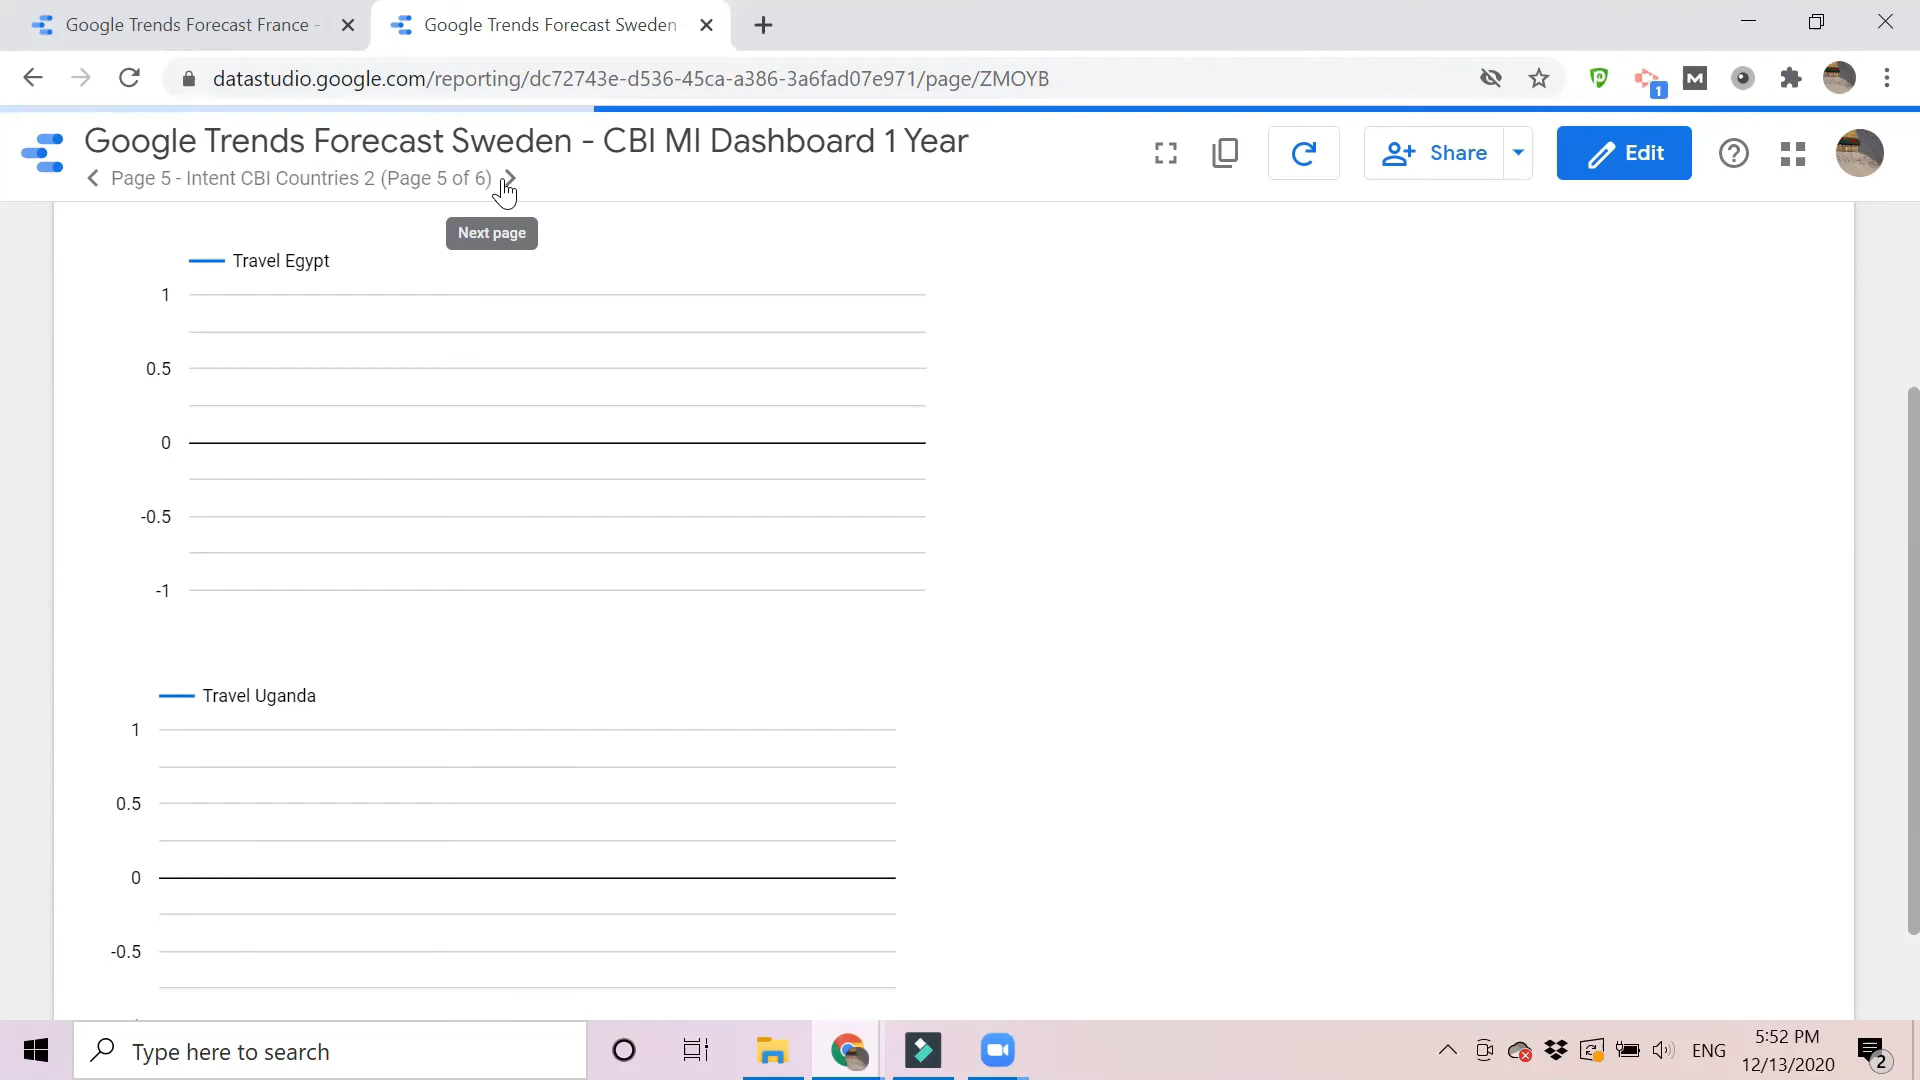 Google Trends Forecast France -
Google Trends Forecast Sweden
datastudio.google.com/reporting/dc72743e-d536-45ca-a386-3a6fad07e971/page/ZMOYB
1
M
Google Trends Forecast Sweden - CBI MI Dashboard 1 Year
Page 5 - Intent CBI Countries 2 (Page 5 of 6)
Share
Edit
Next page
Travel Egypt
1
0.5
0
-0.5
-1
Travel Uganda
1
0.5
0
-0.5
Type here to search
ENG
5:52 PM
12/13/2020
2